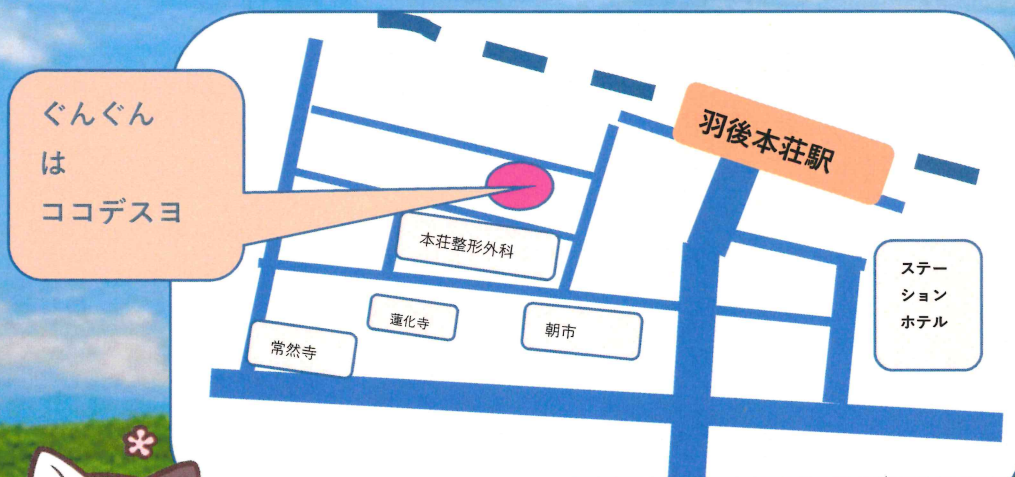 ぐんぐん
は
ココデスヨ
羽後本荘駅
本荘整形外科
ステー
ション
ホテル
蓮化寺
朝市
常然寺